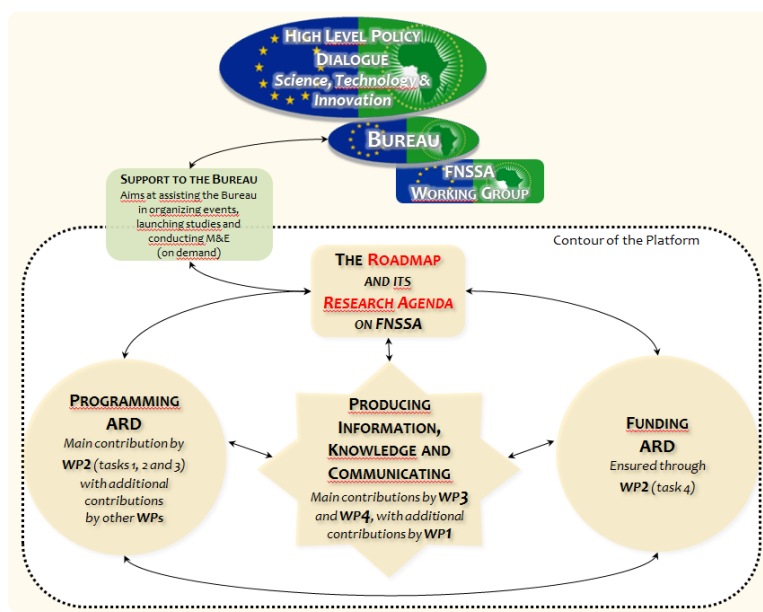 HIGH LEVEL POLICY
DIALOGUE
Science, Technology &
Innovation
BUREAU
FNSSA
WORKING GROUP
SUPPORT TO THE BUREAU
Aims at assisting the Bureau
in organizing events,
launching studies and
conducting M&E
(on demand)
Contour of the Platform
THE ROADMAP
AND ITS
RESEARCH AGENDA
ON FNSSA
PROGRAMMING
ARD
Main contribution by
WP2 (tasks 1, 2 and 3)
with additional
contributions
by other WPs
PRODUCING
INFORMATION,
KNOWLEDGE AND
COMMUNICATING
Main contributions by WP3
and WP4, with additional
contributions by WP1
FUNDING
ARD
Ensured through
WP2 (task 4)